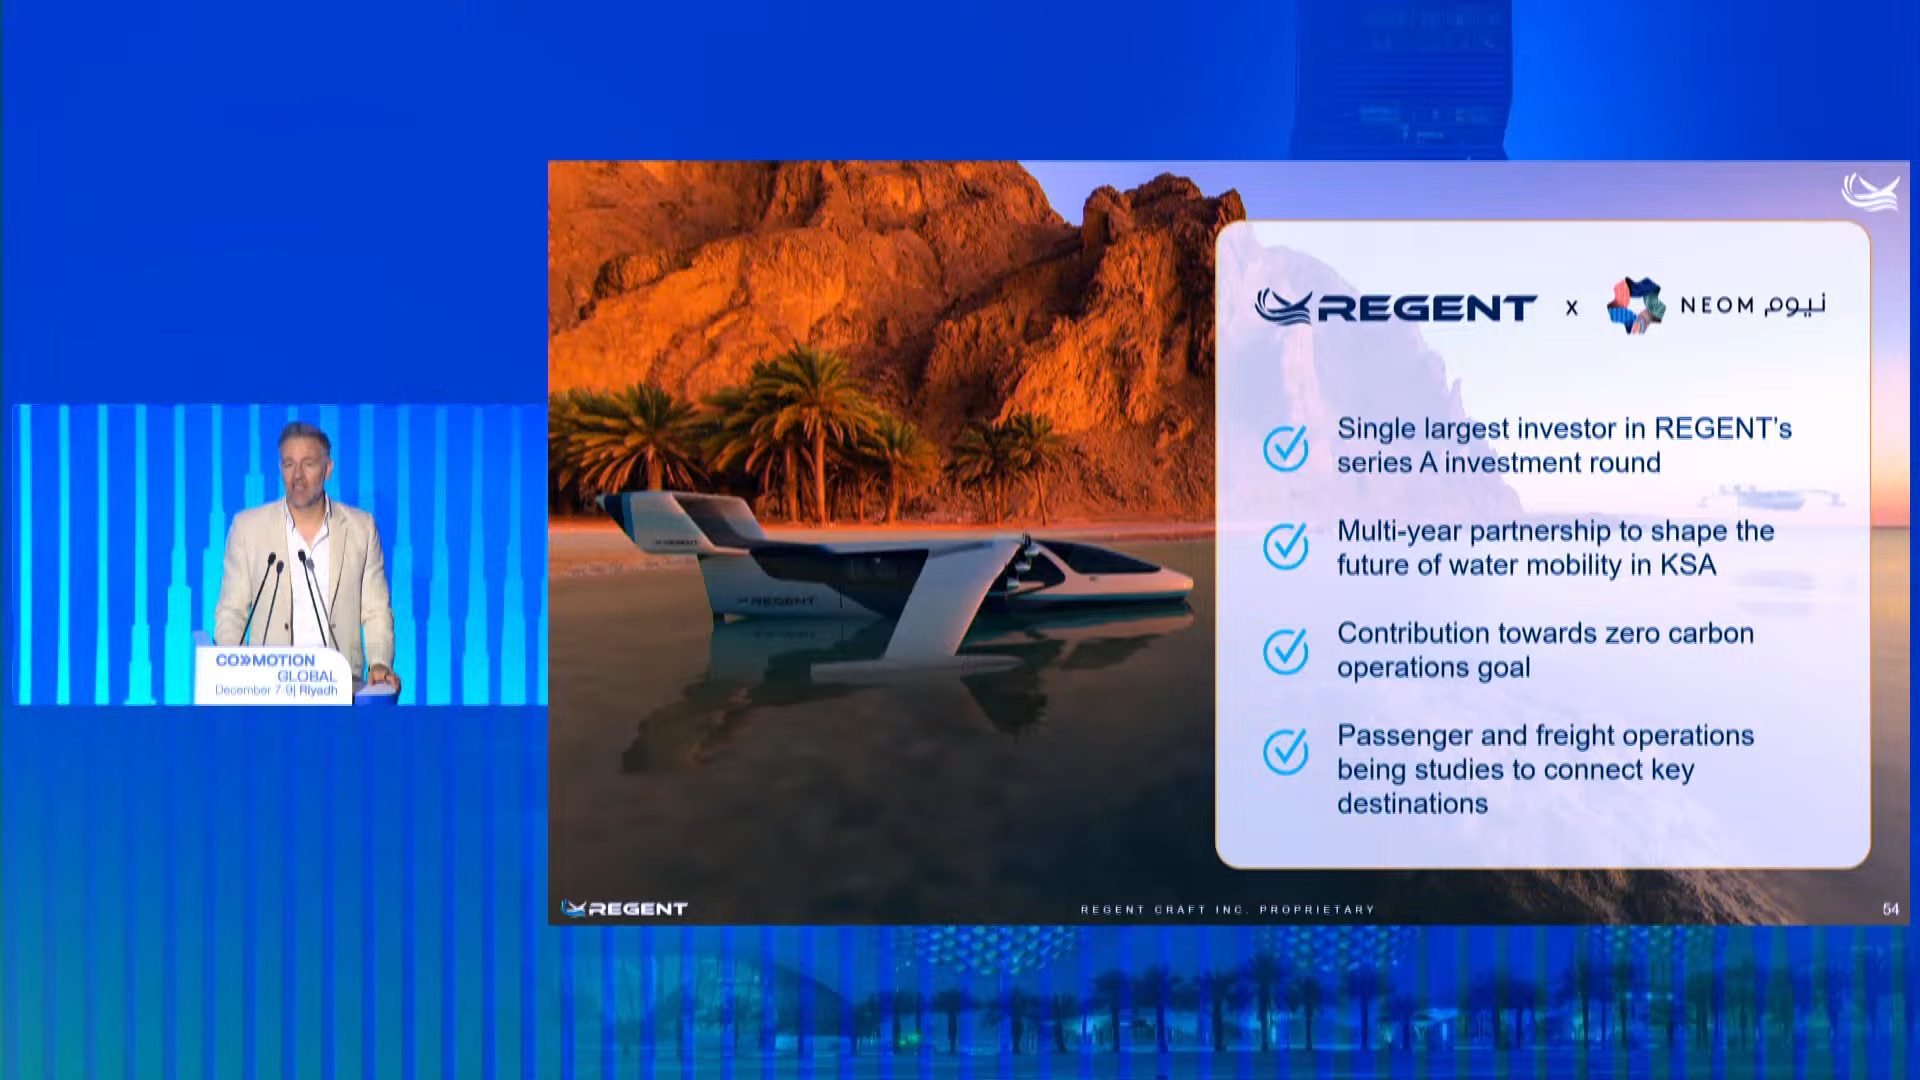 CO»MOTION
GLOBAL
December 7-9| Riyadh
REGENT x NEOM نيوم
Single largest investor in REGENT's
series A investment round
Multi-year partnership to shape the
future of water mobility in KSA
Contribution towards zero carbon
operations goal
Passenger and freight operations
being studies to connect key
destinations
REGENT
REGENT
REGENT REGENT CRAFT INC. PROPRIETARY 54